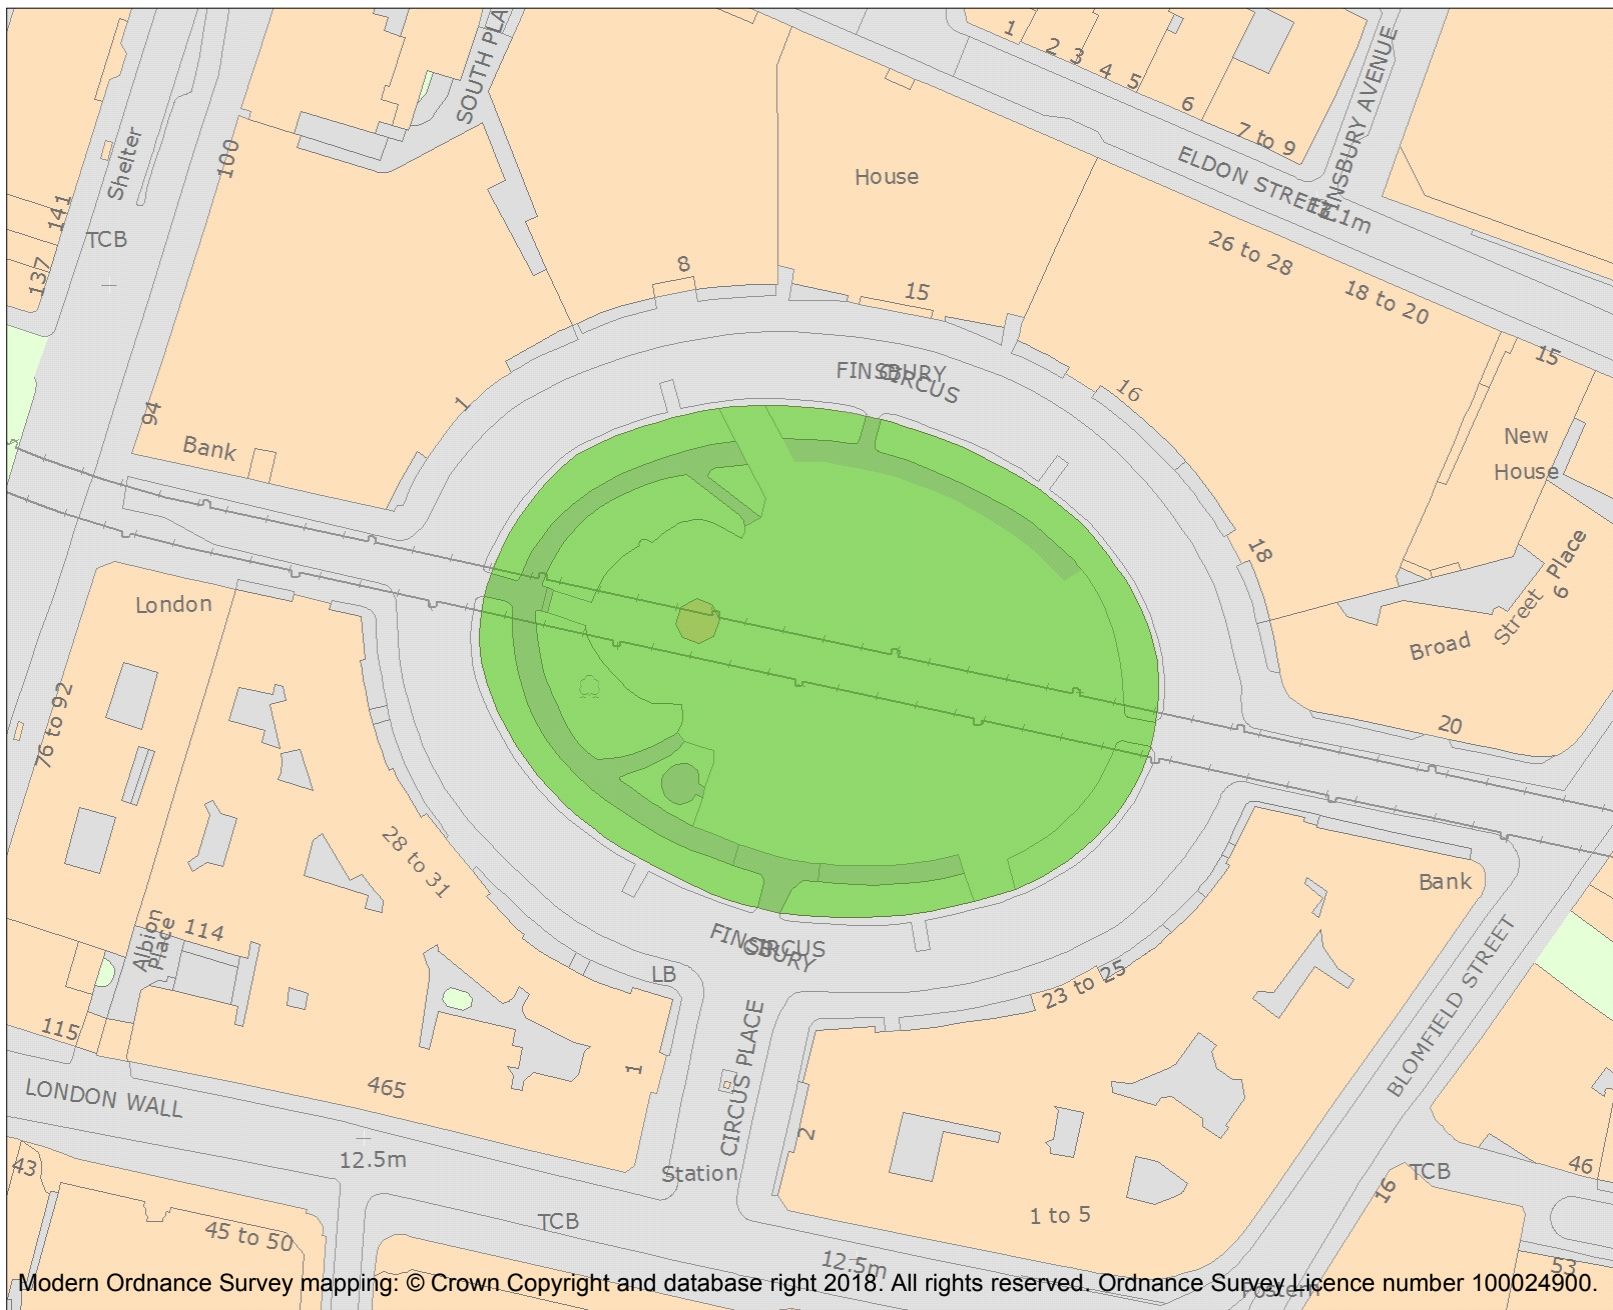 SOUTH PLA
1
2
3
4
5
6
7 to 9
FINSBURY AVENUE
ELDON STREET
13.1m
Shelter
100
141
TCB
137
House
26 to 28
18 to 20
15
8
15
FINSBURY
CIRCUS
16
1
94
Bank
New
House
18
Place
6
Street
Broad
London
76 to 92
20
28 to 31
Bank
Albion
Place
114
FINSBURY
CIRCUS
LB
23 to 25
BLOMFIELD STREET
CIRCUS PLACE
115
465
1
LONDON WALL
2
12.5m
Station
43
TCB
46
16
1 to 5
TCB
45 to 50
12.5m
53
Postern
Modern Ordnance Survey mapping: © Crown Copyright and database right 2018. All rights reserved. Ordnance Survey Licence number 100024900.